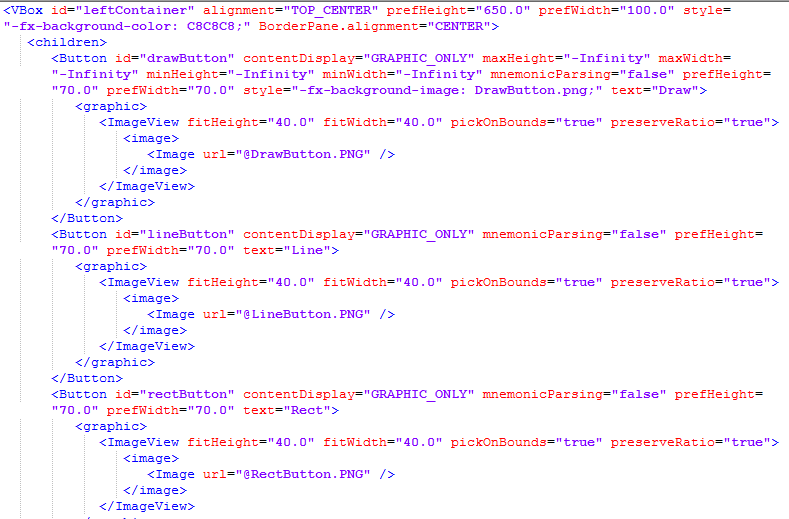 <VBox id="leftContainer" alignment="TOP_CENTER" prefHeight="650.0" prefWidth="100.0" style=
"-fx-background-color: C8C8C8;" BorderPane.alignment="CENTER">
<children>
<Button id="drawButton" contentDisplay="GRAPHIC_ONLY" maxHeight="-Infinity" maxWidth=
"-Infinity" minHeight="-Infinity" minWidth="-Infinity" mnemonicParsing="false" prefHeight=
"70.0" prefWidth="70.0" style="-fx-background-image: DrawButton.png;" text="Draw">
<graphic>
<ImageView fitHeight="40.0" fitWidth="40.0" pickOnBounds="true" preserveRatio="true">
<image>
<Image url="@DrawButton.PNG" />
</image>
</ImageView>
</graphic>
</Button>
<Button id="lineButton" contentDisplay="GRAPHIC_ONLY" mnemonicParsing="false" prefHeight=
"70.0" prefWidth="70.0" text="Line">
<graphic>
<ImageView fitHeight="40.0" fitWidth="40.0" pickOnBounds="true" preserveRatio="true">
<image>
<Image url="@LineButton.PNG" />
</image>
</ImageView>
</graphic>
</Button>
<Button id="rectButton" contentDisplay="GRAPHIC_ONLY" mnemonicParsing="false" prefHeight=
"70.0" prefWidth="70.0" text="Rect">
<graphic>
<ImageView fitHeight="40.0" fitWidth="40.0" pickOnBounds="true" preserveRatio="true">
<image>
<Image url="@RectButton.PNG" />
</image>
</ImageView>